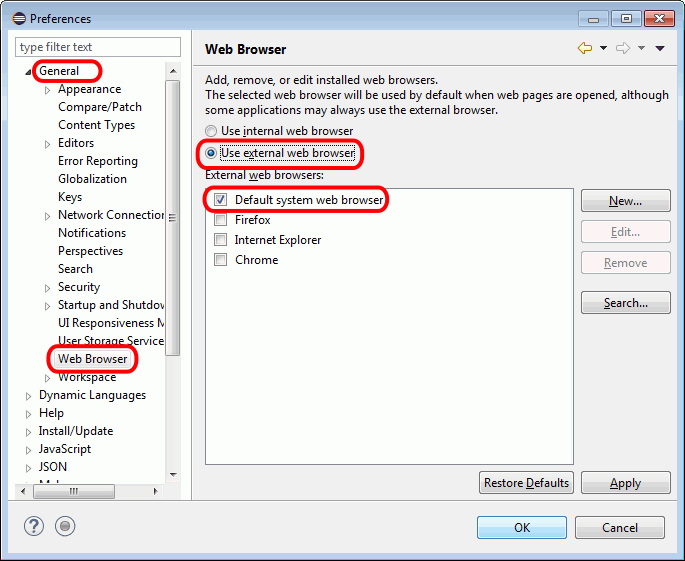 Preferences
type filter text
General
Appearance
Compare/Patch
Content Types
Editors
Error Reporting
Globalization
Keys
Network Connection
Notifications
Perspectives
Search
Security
Startup and Shutdow
UI Responsiveness M
User Storage Service
Web Browser
Workspace
Dynamic Languages
Help
Install/Update
JavaScript
JSON
Web Browser
Add, remove, or edit installed web browsers.
The selected web browser will be used by default when web pages are opened, although
some applications may always use the external browser.
Use internal web browser
Use external web browser
External web browsers:
Default system web browser
Firefox
Internet Explorer
Chrome
New...
Edit...
Remove
Search...
Restore Defaults
Apply
OK
Cancel